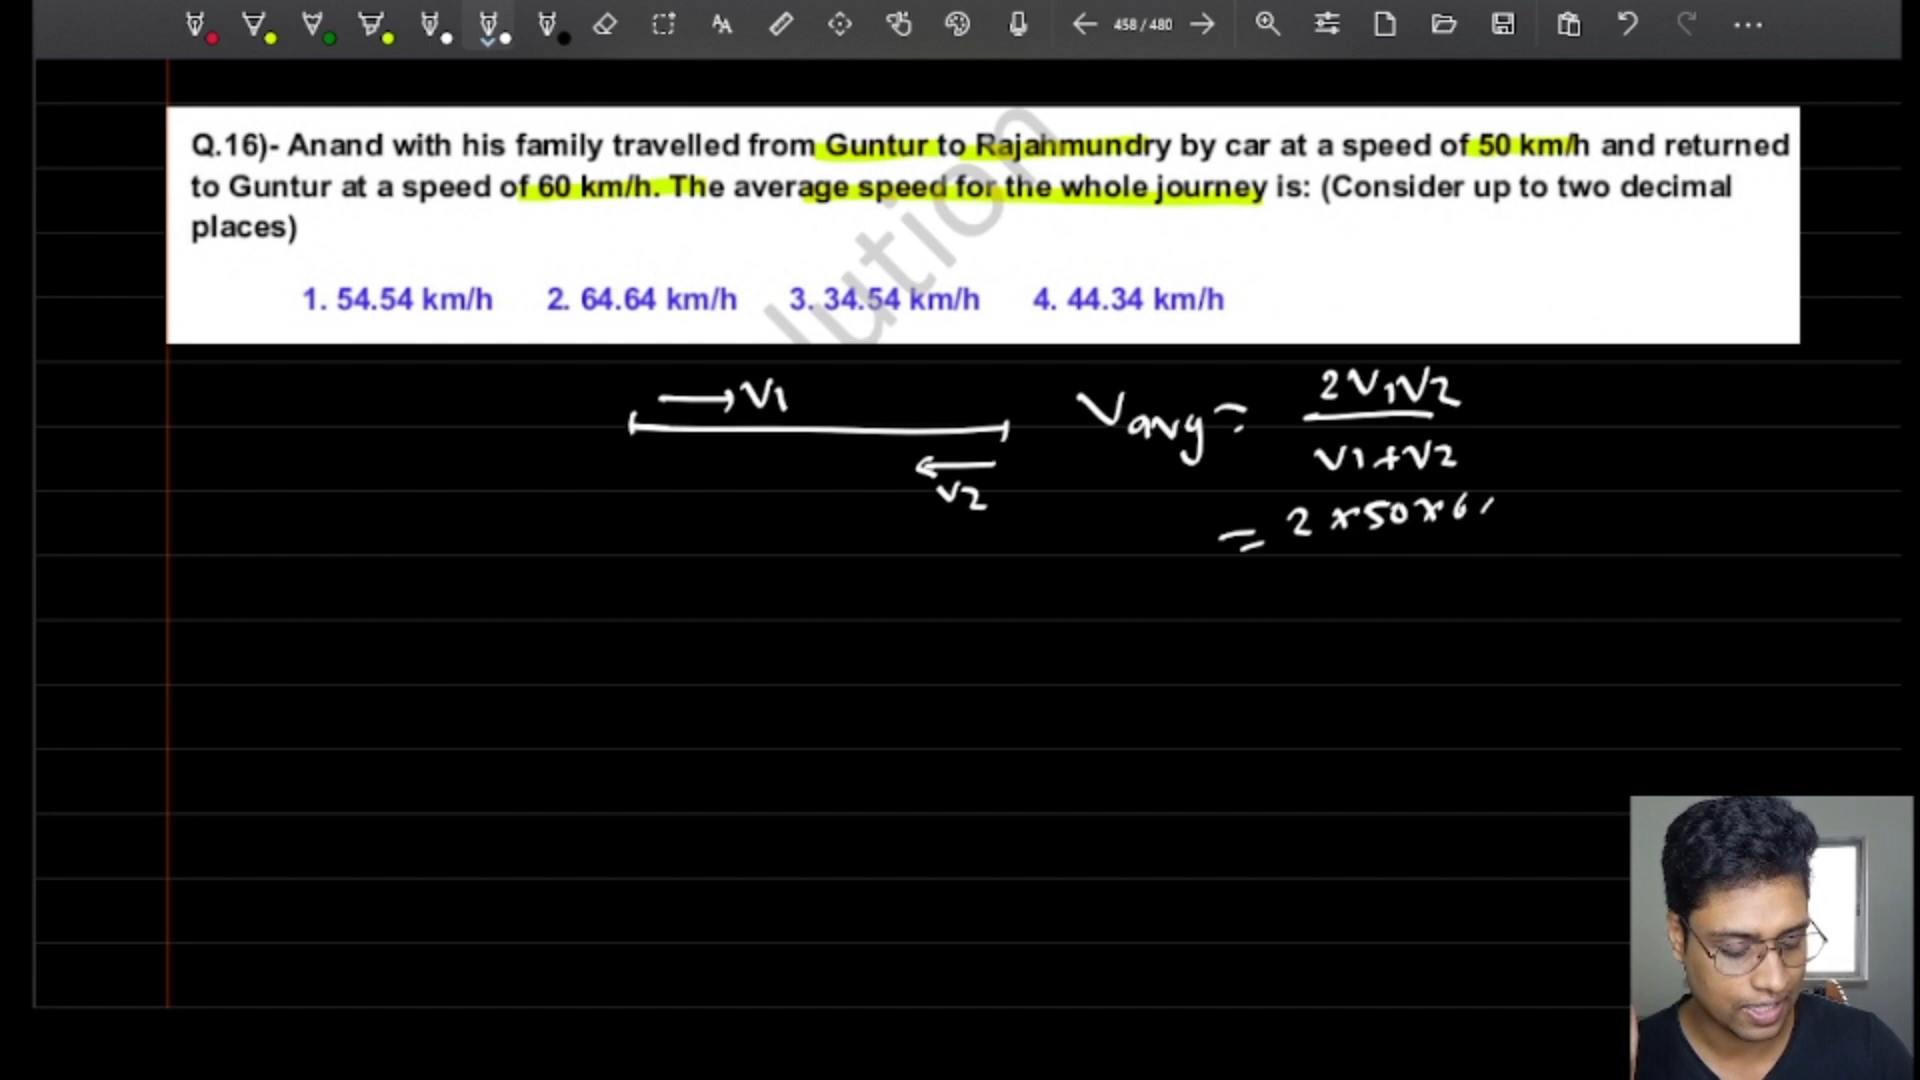 458 / 480
Q.16)- Anand with his family travelled from Guntur to Rajahmundry by car at a speed of 50 km/h and returned
to Guntur at a speed of 60 km/h. The average speed for the whole journey is: (Consider up to two decimal
places)
lution
1. 54.54 km/h 2. 64.64 km/h 3. 34.54 km/h 4. 44.34 km/h
V1
V2
Vavg = 2V1V2
V1+V2
= 2×50×6